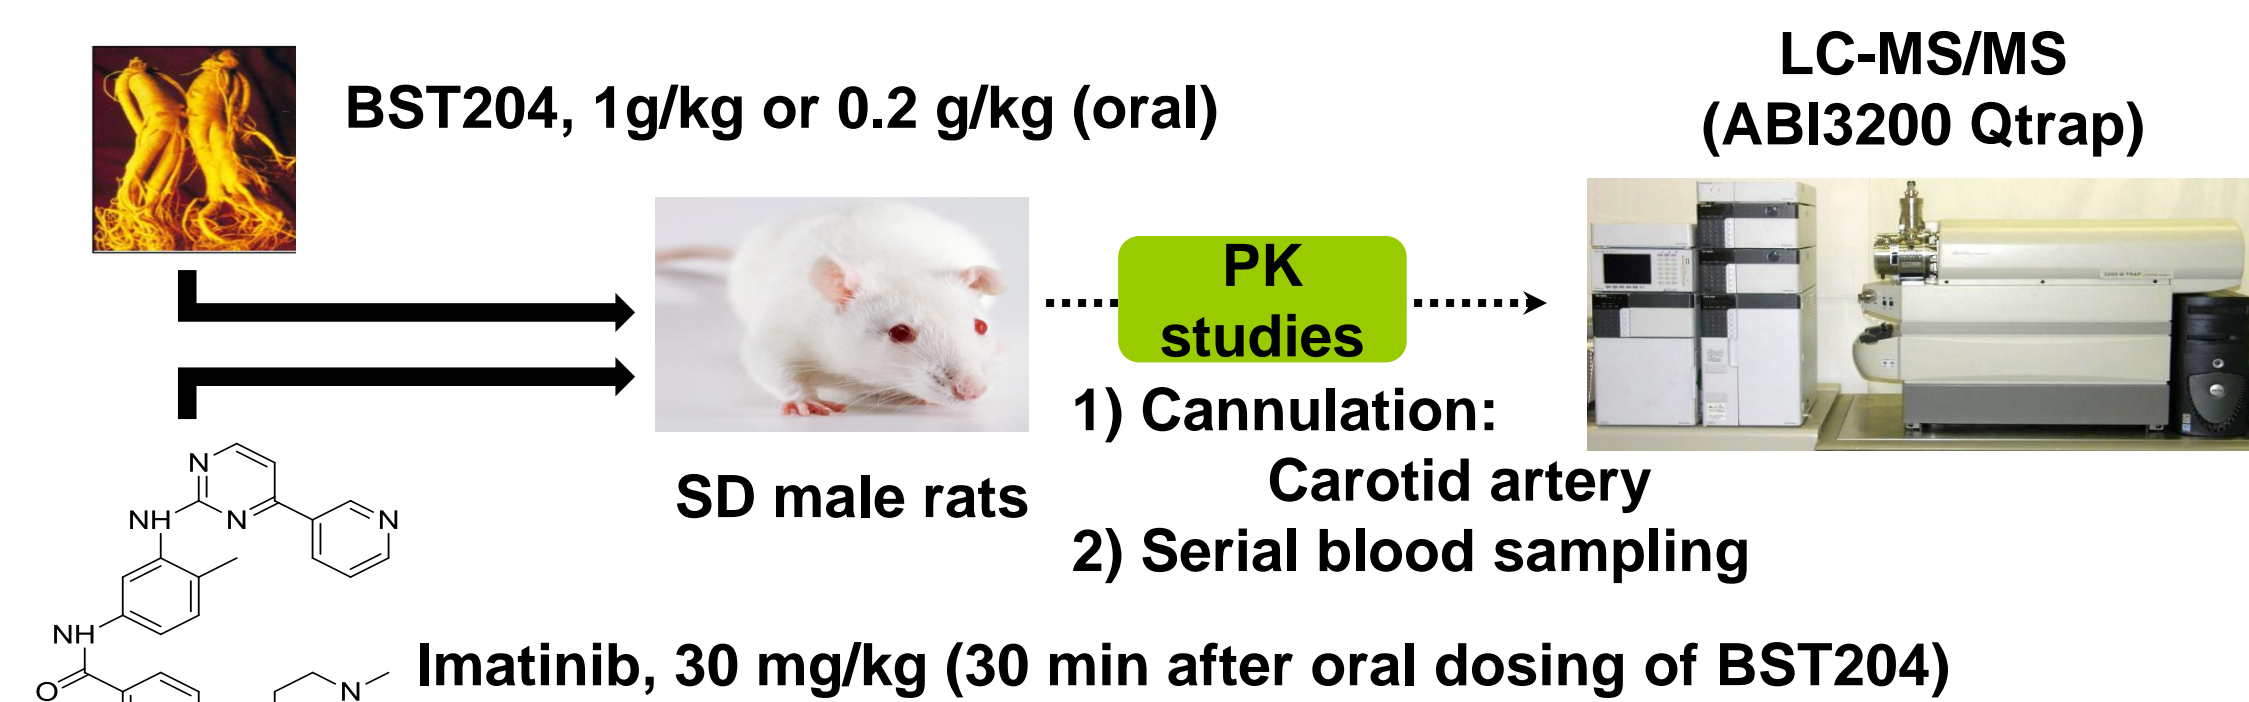 LC-MS/MS
(ABI3200 Qtrap)
BST204, 1g/kg or 0.2 g/kg (oral)
PK
studies
1) Cannulation:
Carotid artery
2) Serial blood sampling
SD male rats
N
N
NH
N
NH
O
N
Imatinib, 30 mg/kg (30 min after oral dosing of BST204)